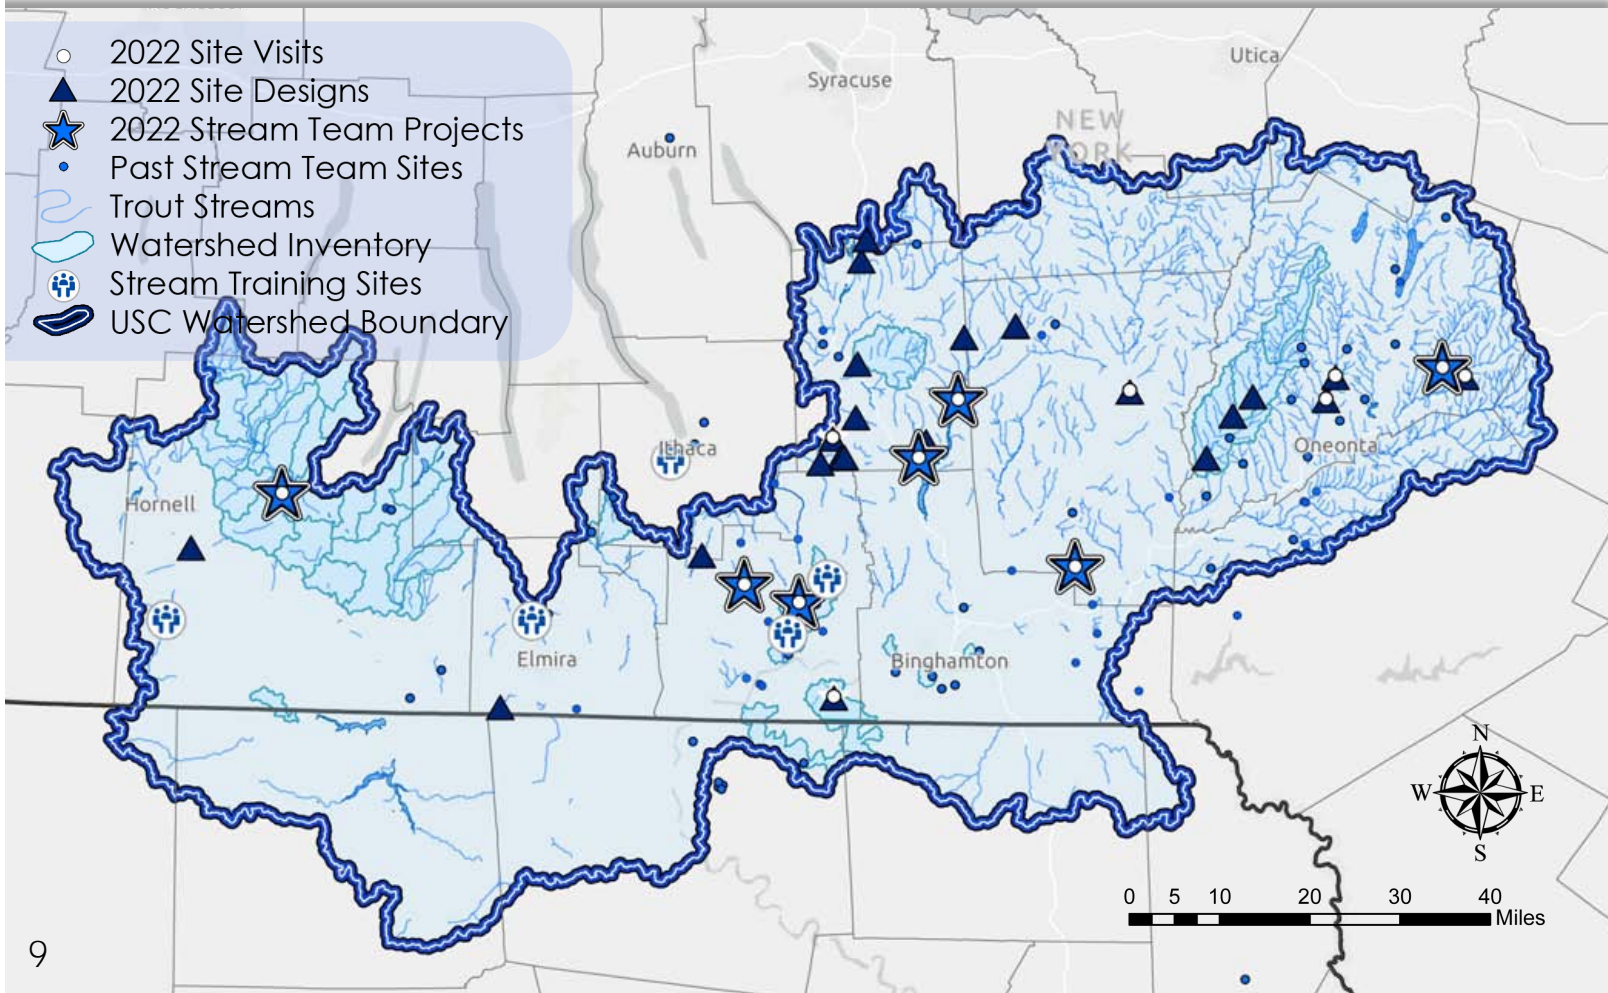 2022 Site Visits
2022 Site Designs
2022 Stream Team Projects
Past Stream Team Sites
Trout Streams
Watershed Inventory
Stream Training Sites
USC Watershed Boundary
Utica
Syracuse
NEW
YORK
Auburn
Ithaca
Oneonta
Hornell
Elmira
Binghamton
N
W E
S
0 5 10 20 30 40
Miles
9